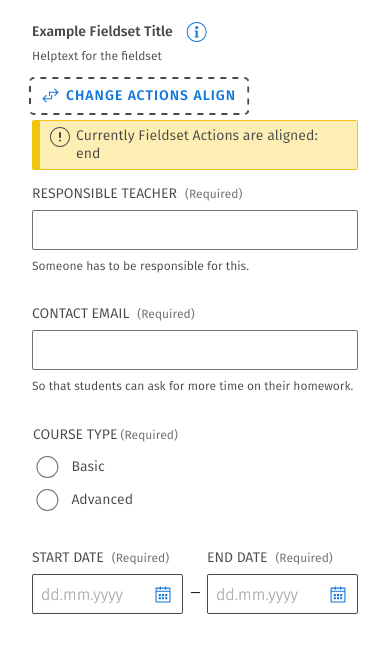 Example Fieldset Title
Helptext for the fieldset
CHANGE ACTIONS ALIGN
Currently Fieldset Actions are aligned:
end
RESPONSIBLE TEACHER (Required)
Someone has to be responsible for this.
CONTACT EMAIL (Required)
So that students can ask for more time on their homework.
COURSE TYPE (Required)
Basic
Advanced
START DATE (Required) END DATE (Required)
dd.mm.yyyy – dd.mm.yyyy